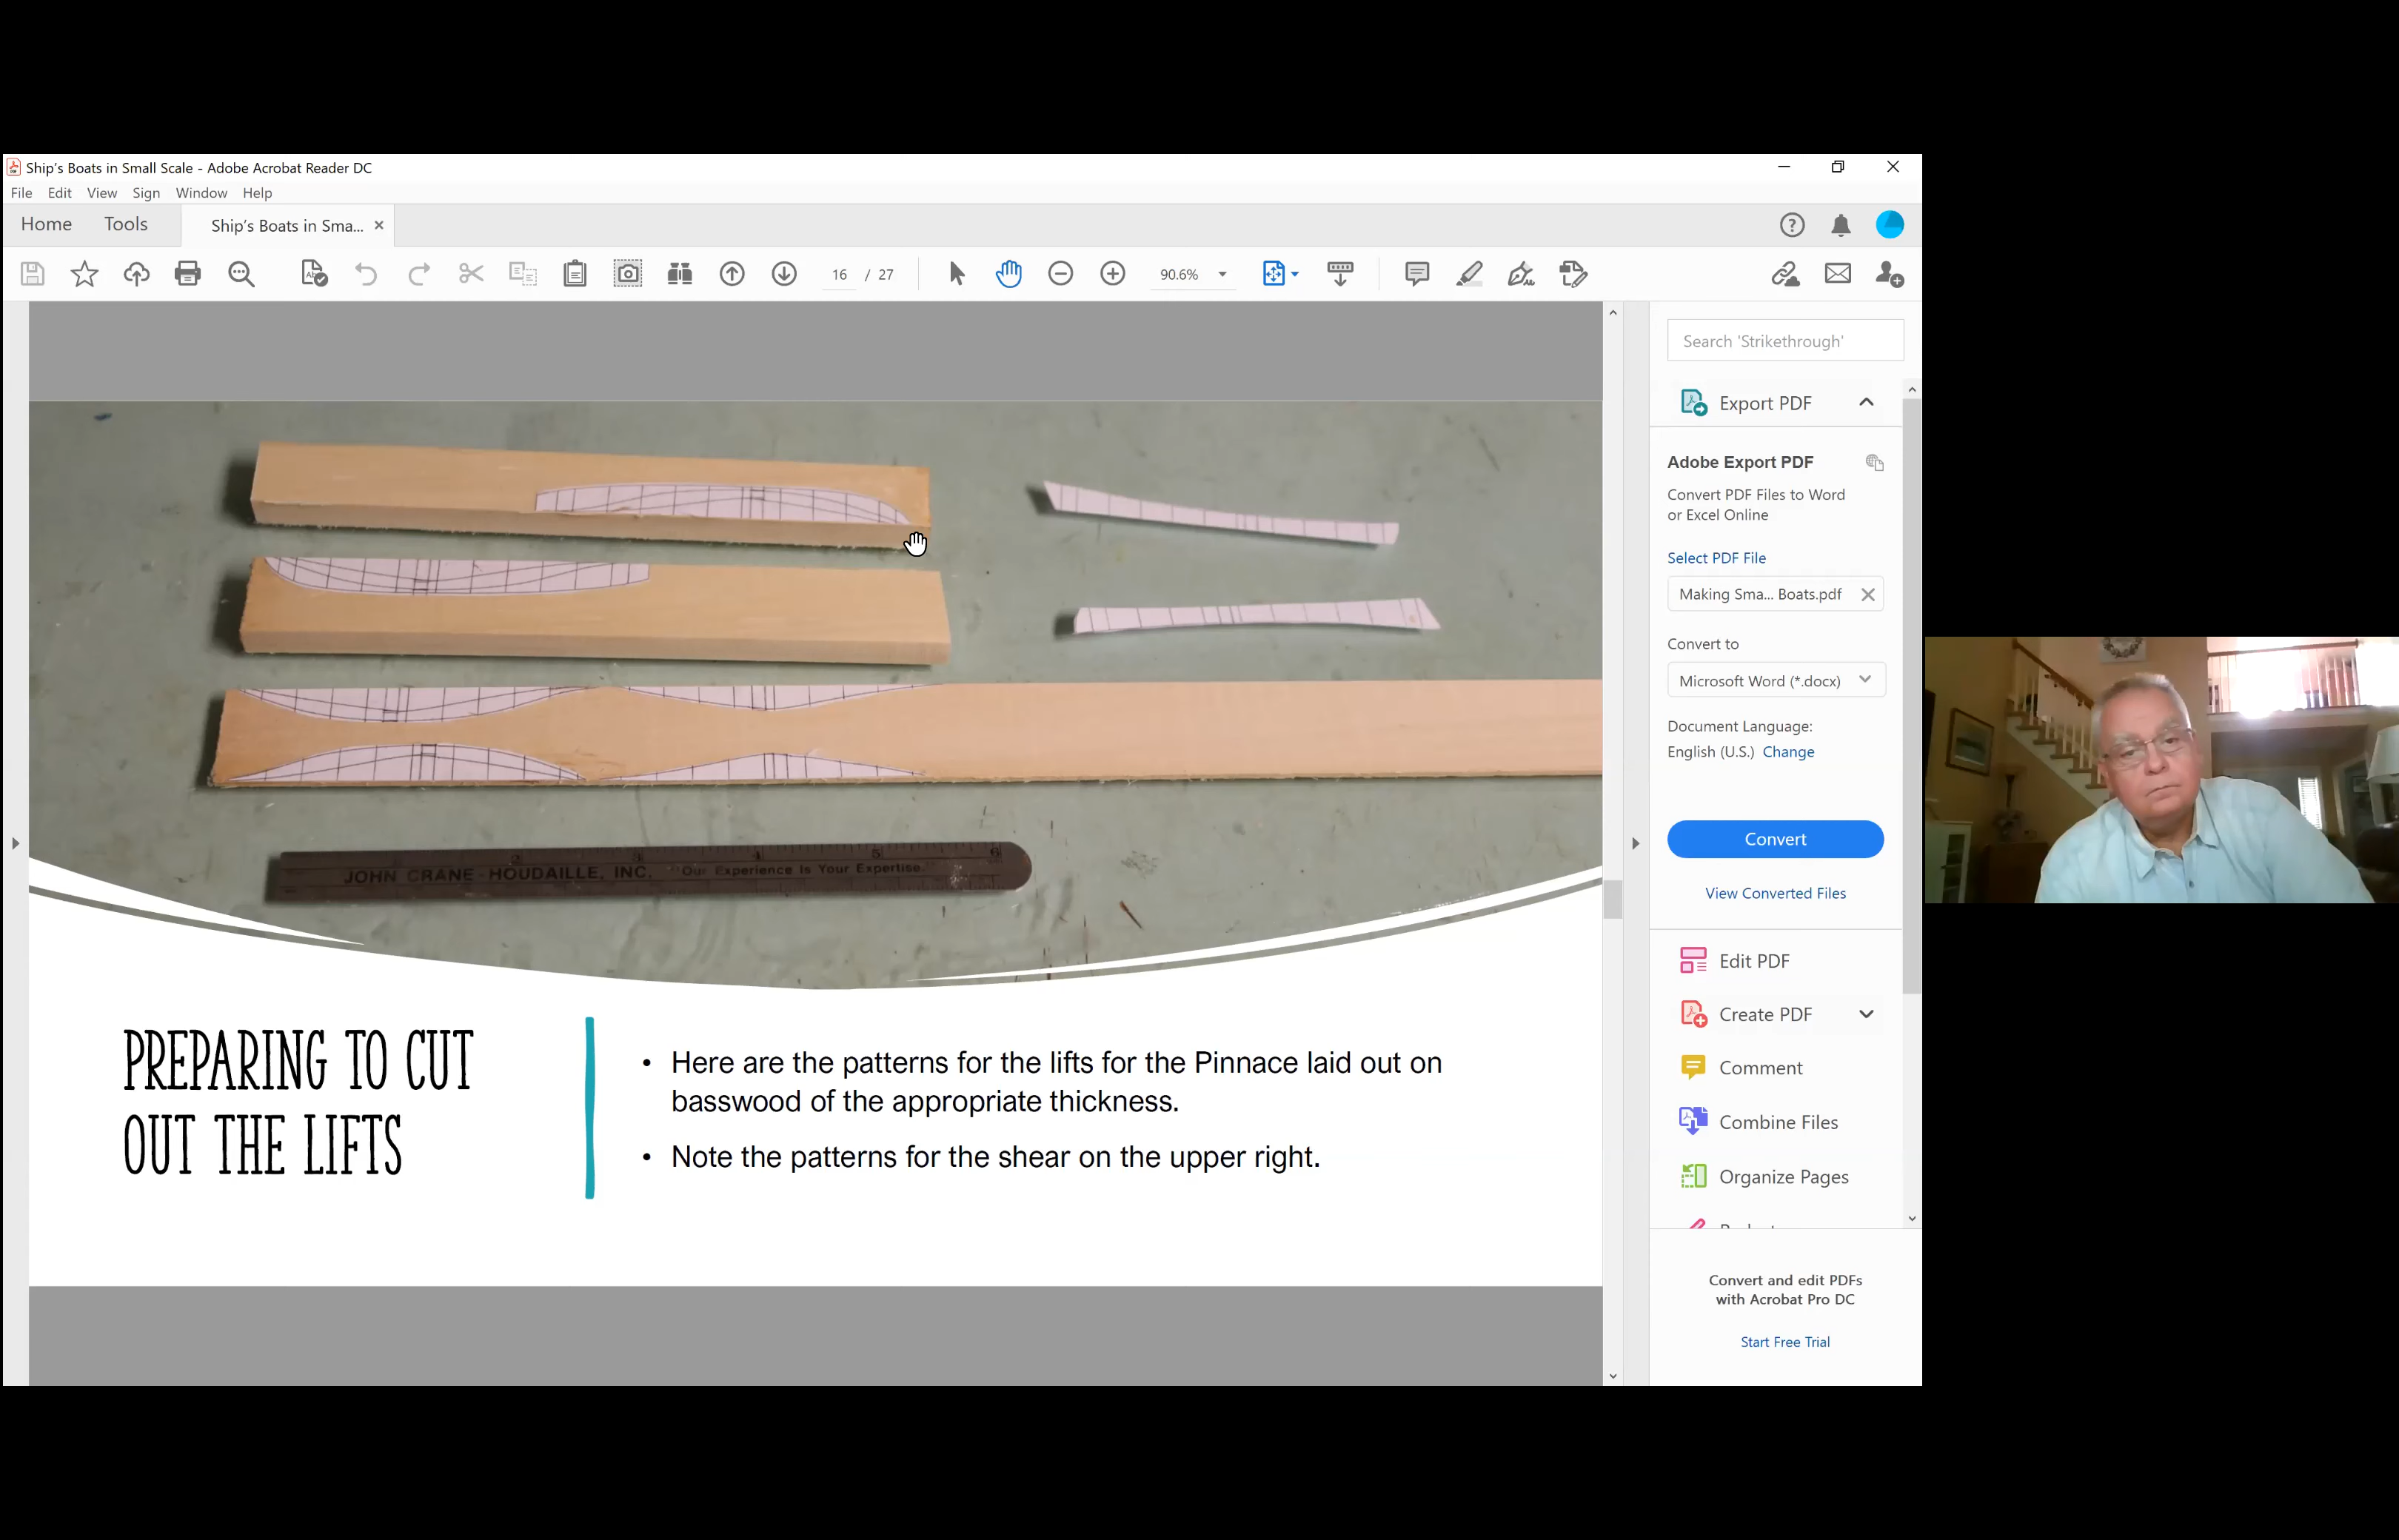 Ship's Boats in Small Scale - Adobe Acrobat Reader DC
File Edit View Sign Window Help
Home Tools Ship's Boats in Sma...
16 / 27 90.6%
Search 'Strikethrough'
Export PDF
Adobe Export PDF
Convert PDF Files to Word
or Excel Online
Select PDF File
Making Sma... Boats.pdf
Convert to
Microsoft Word (*.docx)
Document Language:
English (U.S.) Change
Convert
View Converted Files
Edit PDF
Create PDF
Comment
Combine Files
Organize Pages
Convert and edit PDFs
with Acrobat Pro DC
Start Free Trial
2 3 4 5 6
JOHN CRANE-HOUDAILLE, INC. "Our Experience Is Your Expertise"
PREPARING TO CUT
OUT THE LIFTS
• Here are the patterns for the lifts for the Pinnace laid out on
basswood of the appropriate thickness.
• Note the patterns for the shear on the upper right.